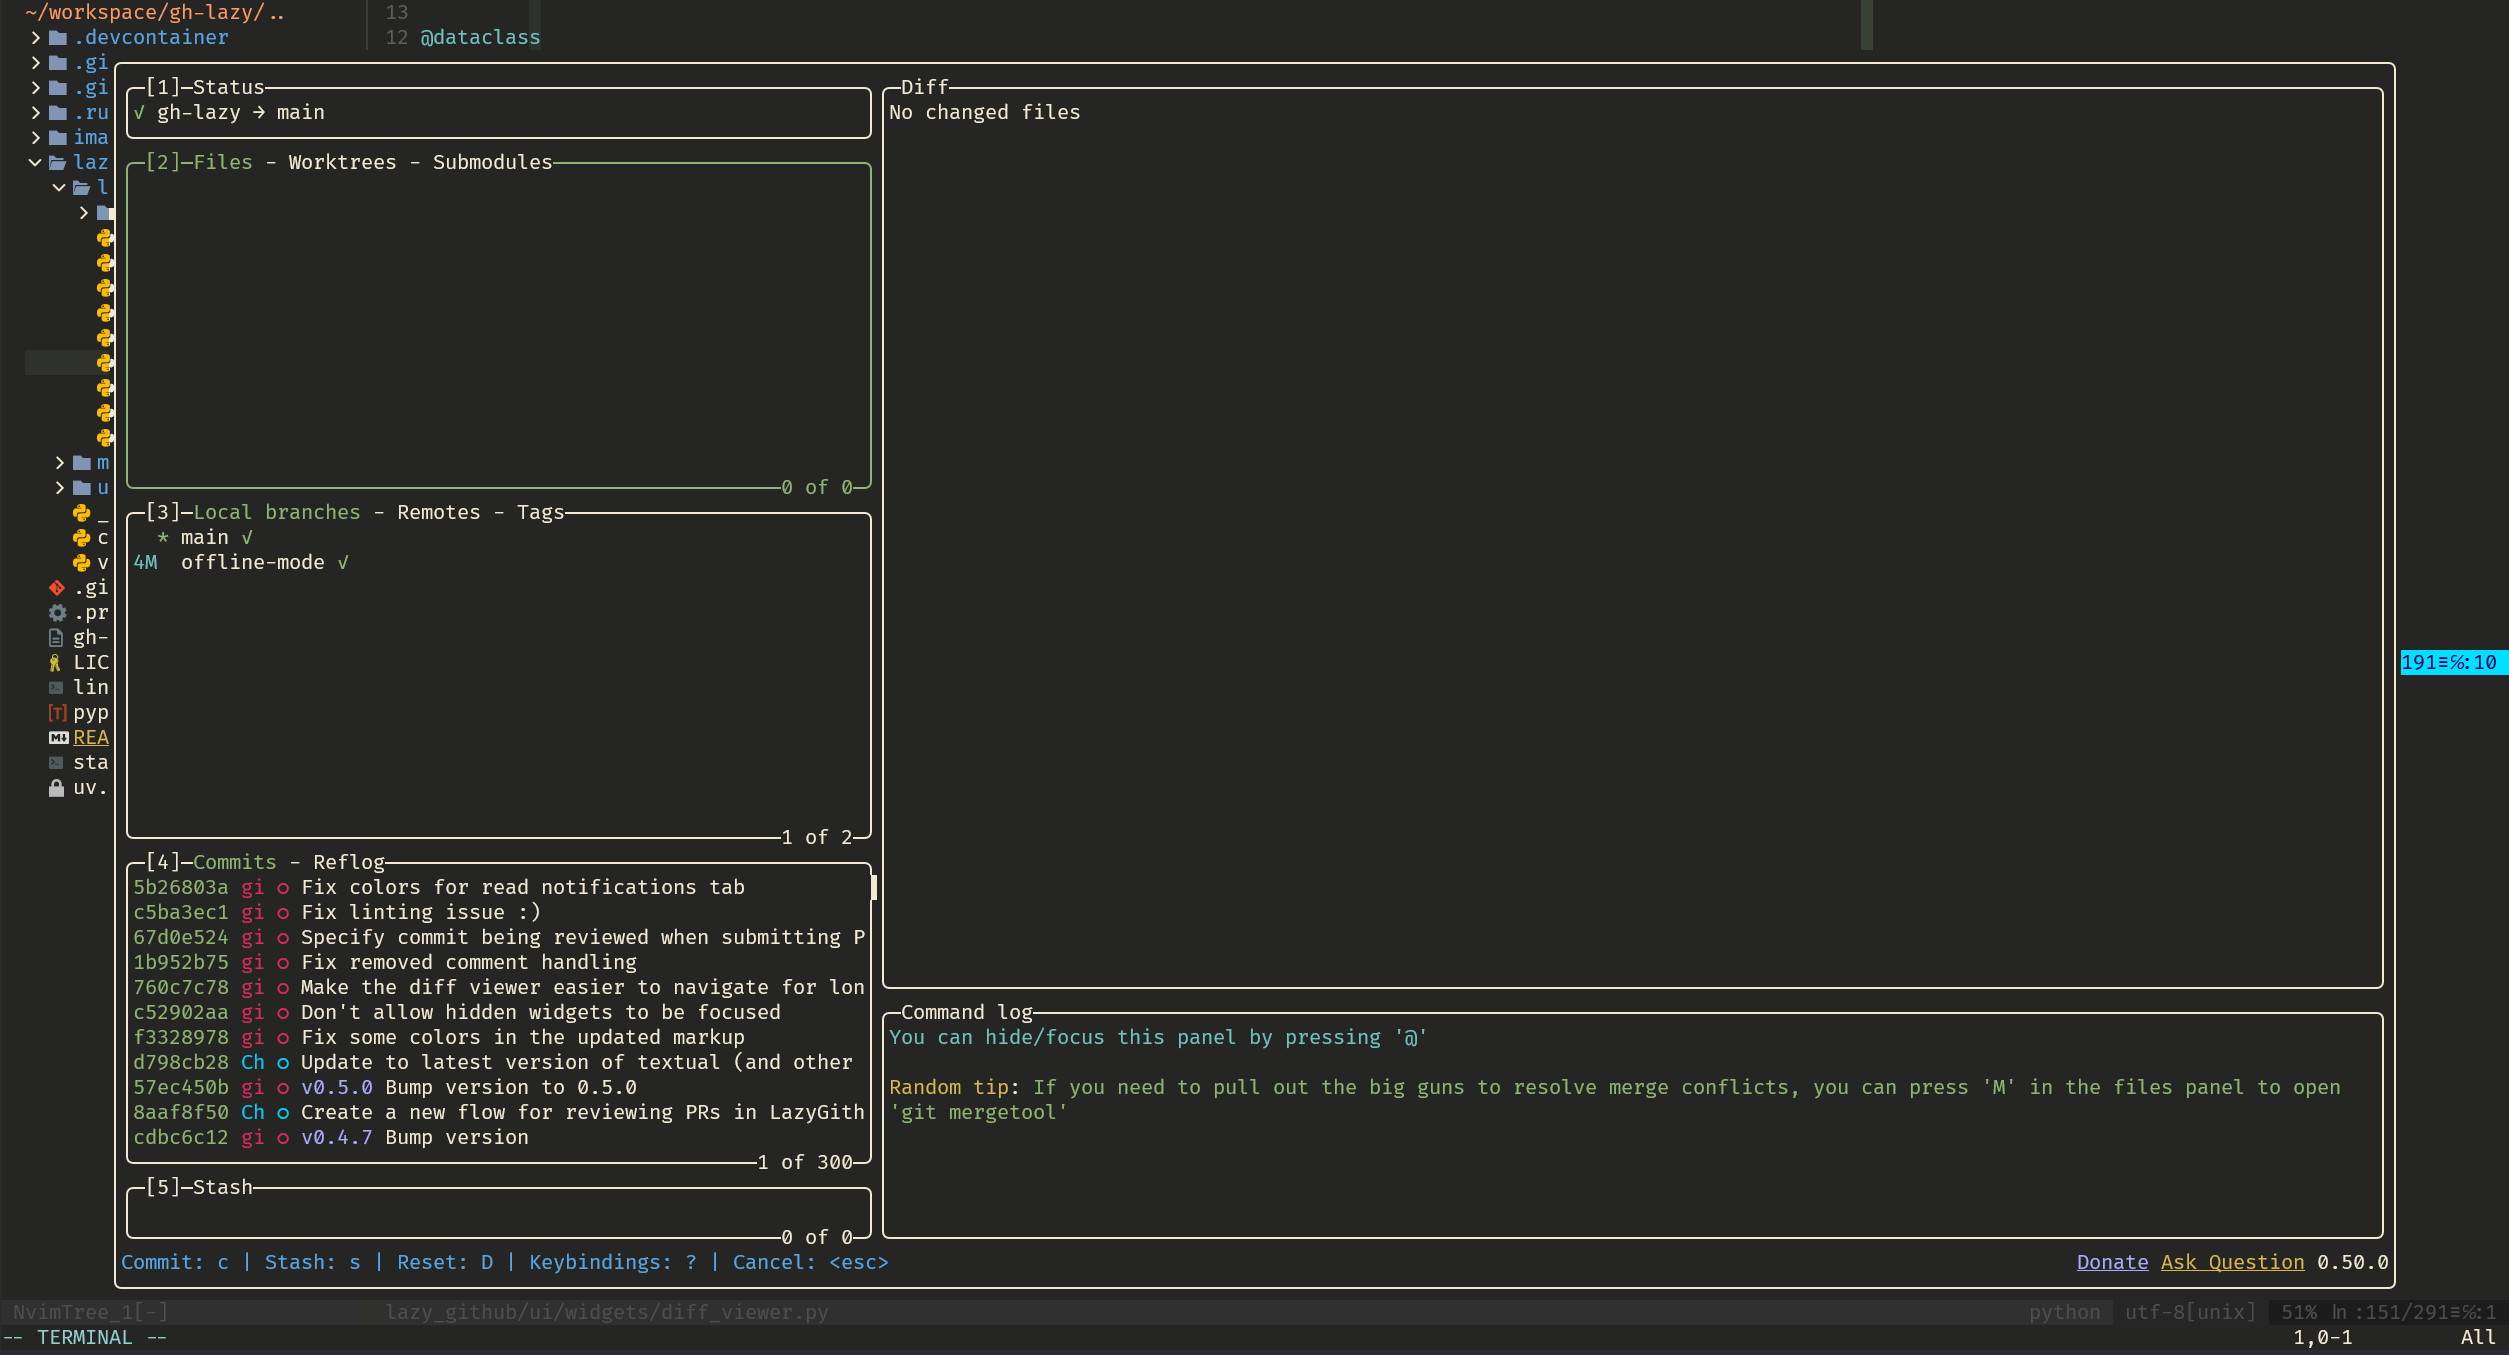 ~/workspace/gh-lazy/..
13
.devcontainer
12 @dataclass
.gi
.gi
.ru
ima
laz
l
m
u
_
c
v
.gi
.pr
gh-
LIC
lin
pyp
REA
sta
uv.
[1]─Status
√ gh-lazy → main
[2]─Files - Worktrees - Submodules
0 of 0
[3]─Local branches - Remotes - Tags
* main √
4M offline-mode √
1 of 2
[4]─Commits - Reflog
5b26803a gi ○ Fix colors for read notifications tab
c5ba3ec1 gi ○ Fix linting issue :)
67d0e524 gi ○ Specify commit being reviewed when submitting P
1b952b75 gi ○ Fix removed comment handling
760c7c78 gi ○ Make the diff viewer easier to navigate for lon
c52902aa gi ○ Don't allow hidden widgets to be focused
f3328978 gi ○ Fix some colors in the updated markup
d798cb28 Ch ○ Update to latest version of textual (and other
57ec450b gi ○ v0.5.0 Bump version to 0.5.0
8aaf8f50 Ch ○ Create a new flow for reviewing PRs in LazyGith
cdbc6c12 gi ○ v0.4.7 Bump version
1 of 300
[5]─Stash
0 of 0
Diff
No changed files
Command log
You can hide/focus this panel by pressing '@'
Random tip: If you need to pull out the big guns to resolve merge conflicts, you can press 'M' in the files panel to open
'git mergetool'
Commit: c | Stash: s | Reset: D | Keybindings: ? | Cancel: <esc>
Donate Ask Question 0.50.0
191≡℅:10
NvimTree_1[-]
lazy_github/ui/widgets/diff_viewer.py
python
utf-8[unix]
51% ㏑:151/291≡℅:1
-- TERMINAL --
1,0-1
All